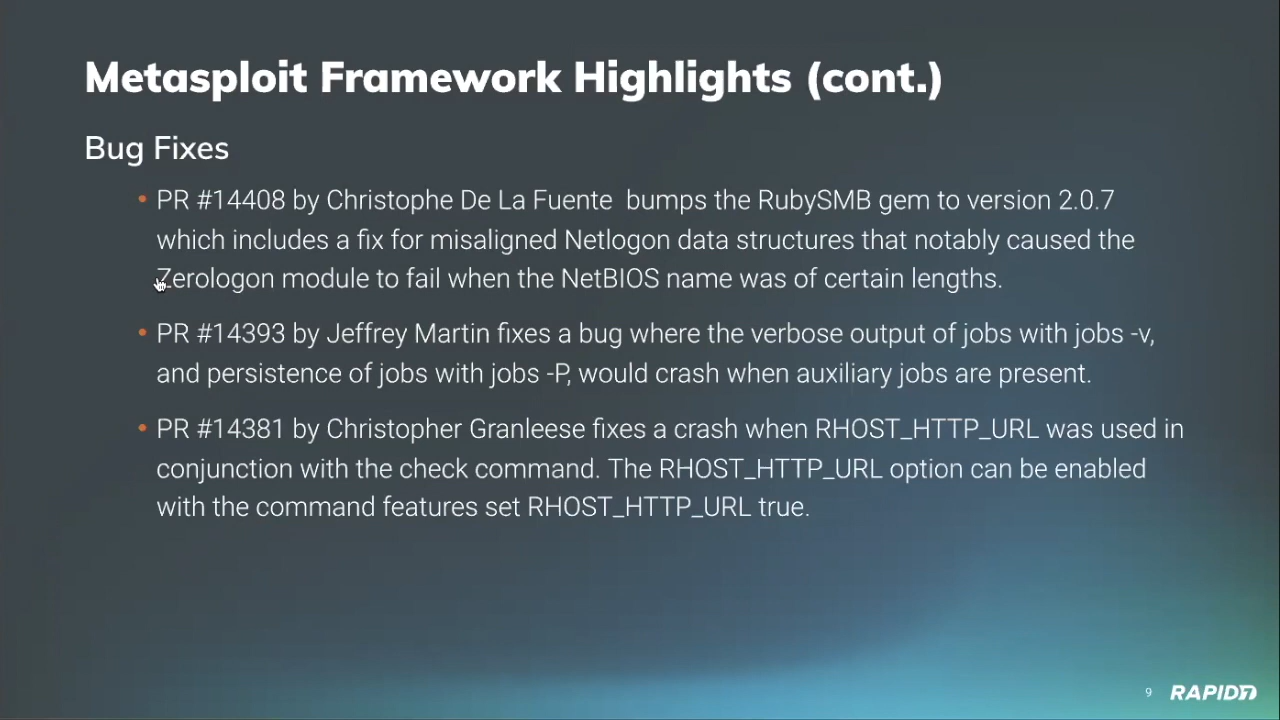 Metasploit Framework Highlights (cont.)
Bug Fixes
• PR #14408 by Christophe De La Fuente  bumps the RubySMB gem to version 2.0.7
which includes a fix for misaligned Netlogon data structures that notably caused the
Zerologon module to fail when the NetBIOS name was of certain lengths.
• PR #14393 by Jeffrey Martin fixes a bug where the verbose output of jobs with jobs -v,
and persistence of jobs with jobs -P, would crash when auxiliary jobs are present.
• PR #14381 by Christopher Granleese fixes a crash when RHOST_HTTP_URL was used in
conjunction with the check command. The RHOST_HTTP_URL option can be enabled
with the command features set RHOST_HTTP_URL true.
9 RAPID7